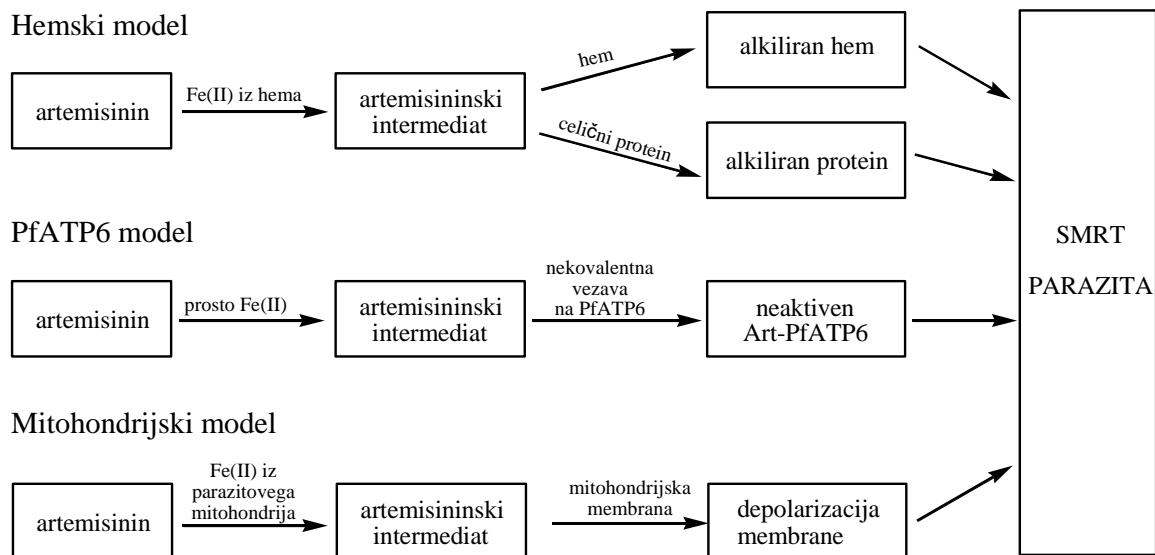 Hemski model
artemisinin
Fe(II) iz hema
artemisininski
intermediat
hem
celični protein
alkiliran hem
alkiliran protein
PfATP6 model
artemisinin
prosto Fe(II)
artemisininski
intermediat
nekovalentna
vezava
na PfATP6
neaktiven
Art-PfATP6
SMRT
PARAZITA
Mitohondrijski model
artemisinin
Fe(II) iz
parazitovega
mitohondrija
artemisininski
intermediat
mitohondrijska
membrana
depolarizacija
membrane